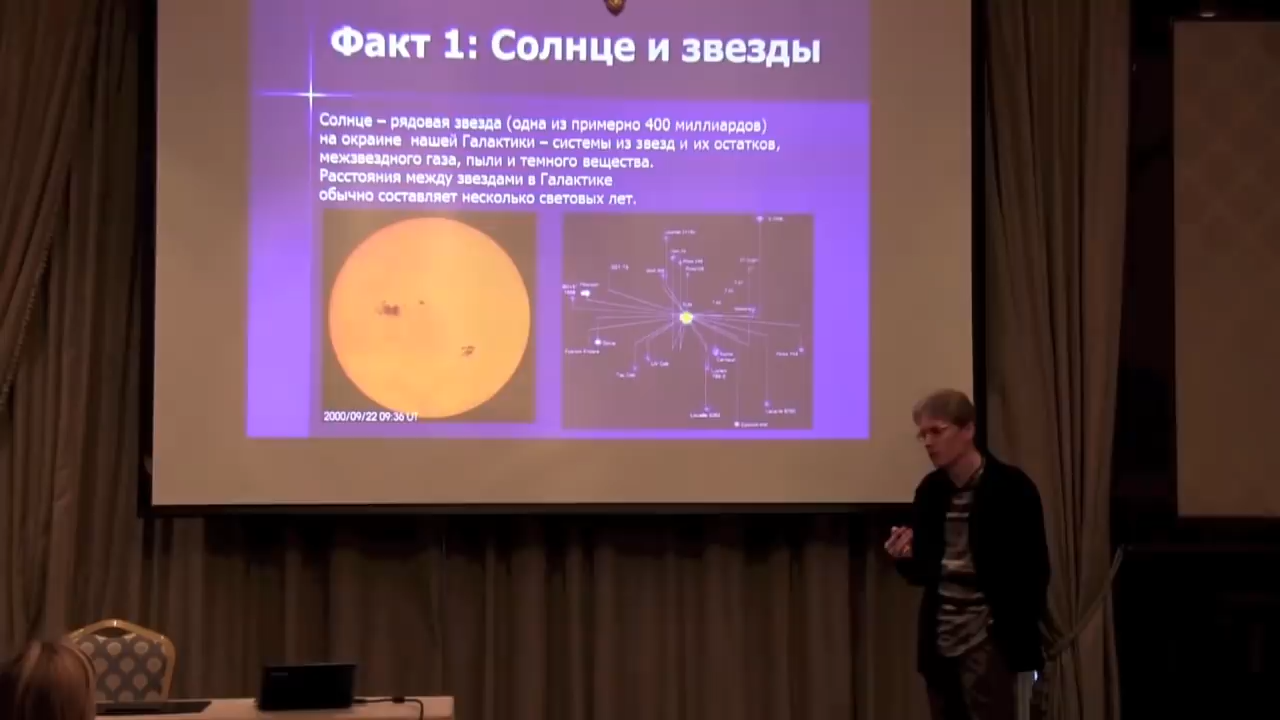 Факт 1: Солнце и звезды
Солнце – рядовая звезда (одна из примерно 400 миллиардов)
на окраине нашей Галактики – системы из звезд и их остатков,
межзвездного газа, пыли и темного вещества.
Расстояния между звездами в Галактике
обычно составляет несколько световых лет.
2000/09/22 09:36 UT